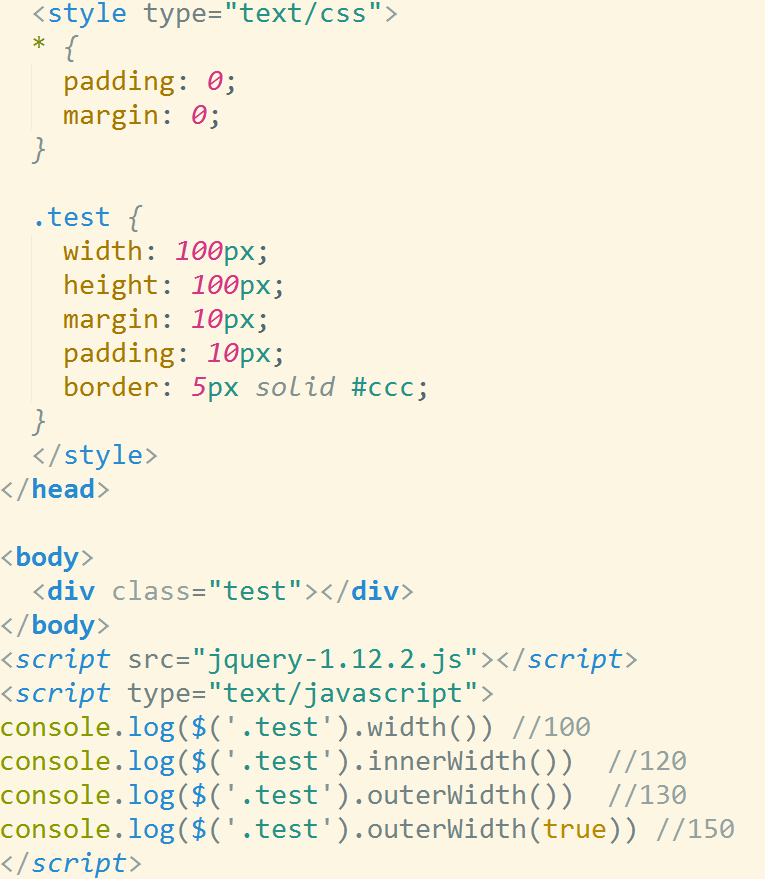 <style type="text/css">
* {
padding: 0;
margin: 0;
}
.test {
width: 100px;
height: 100px;
margin: 10px;
padding: 10px;
border: 5px solid #ccc;
}
</style>
</head>
<body>
<div class="test"></div>
</body>
<script src="jquery-1.12.2.js"></script>
<script type="text/javascript">
console.log($('.test').width()) //100
console.log($('.test').innerWidth())  //120
console.log($('.test').outerWidth())  //130
console.log($('.test').outerWidth(true)) //150
</script>